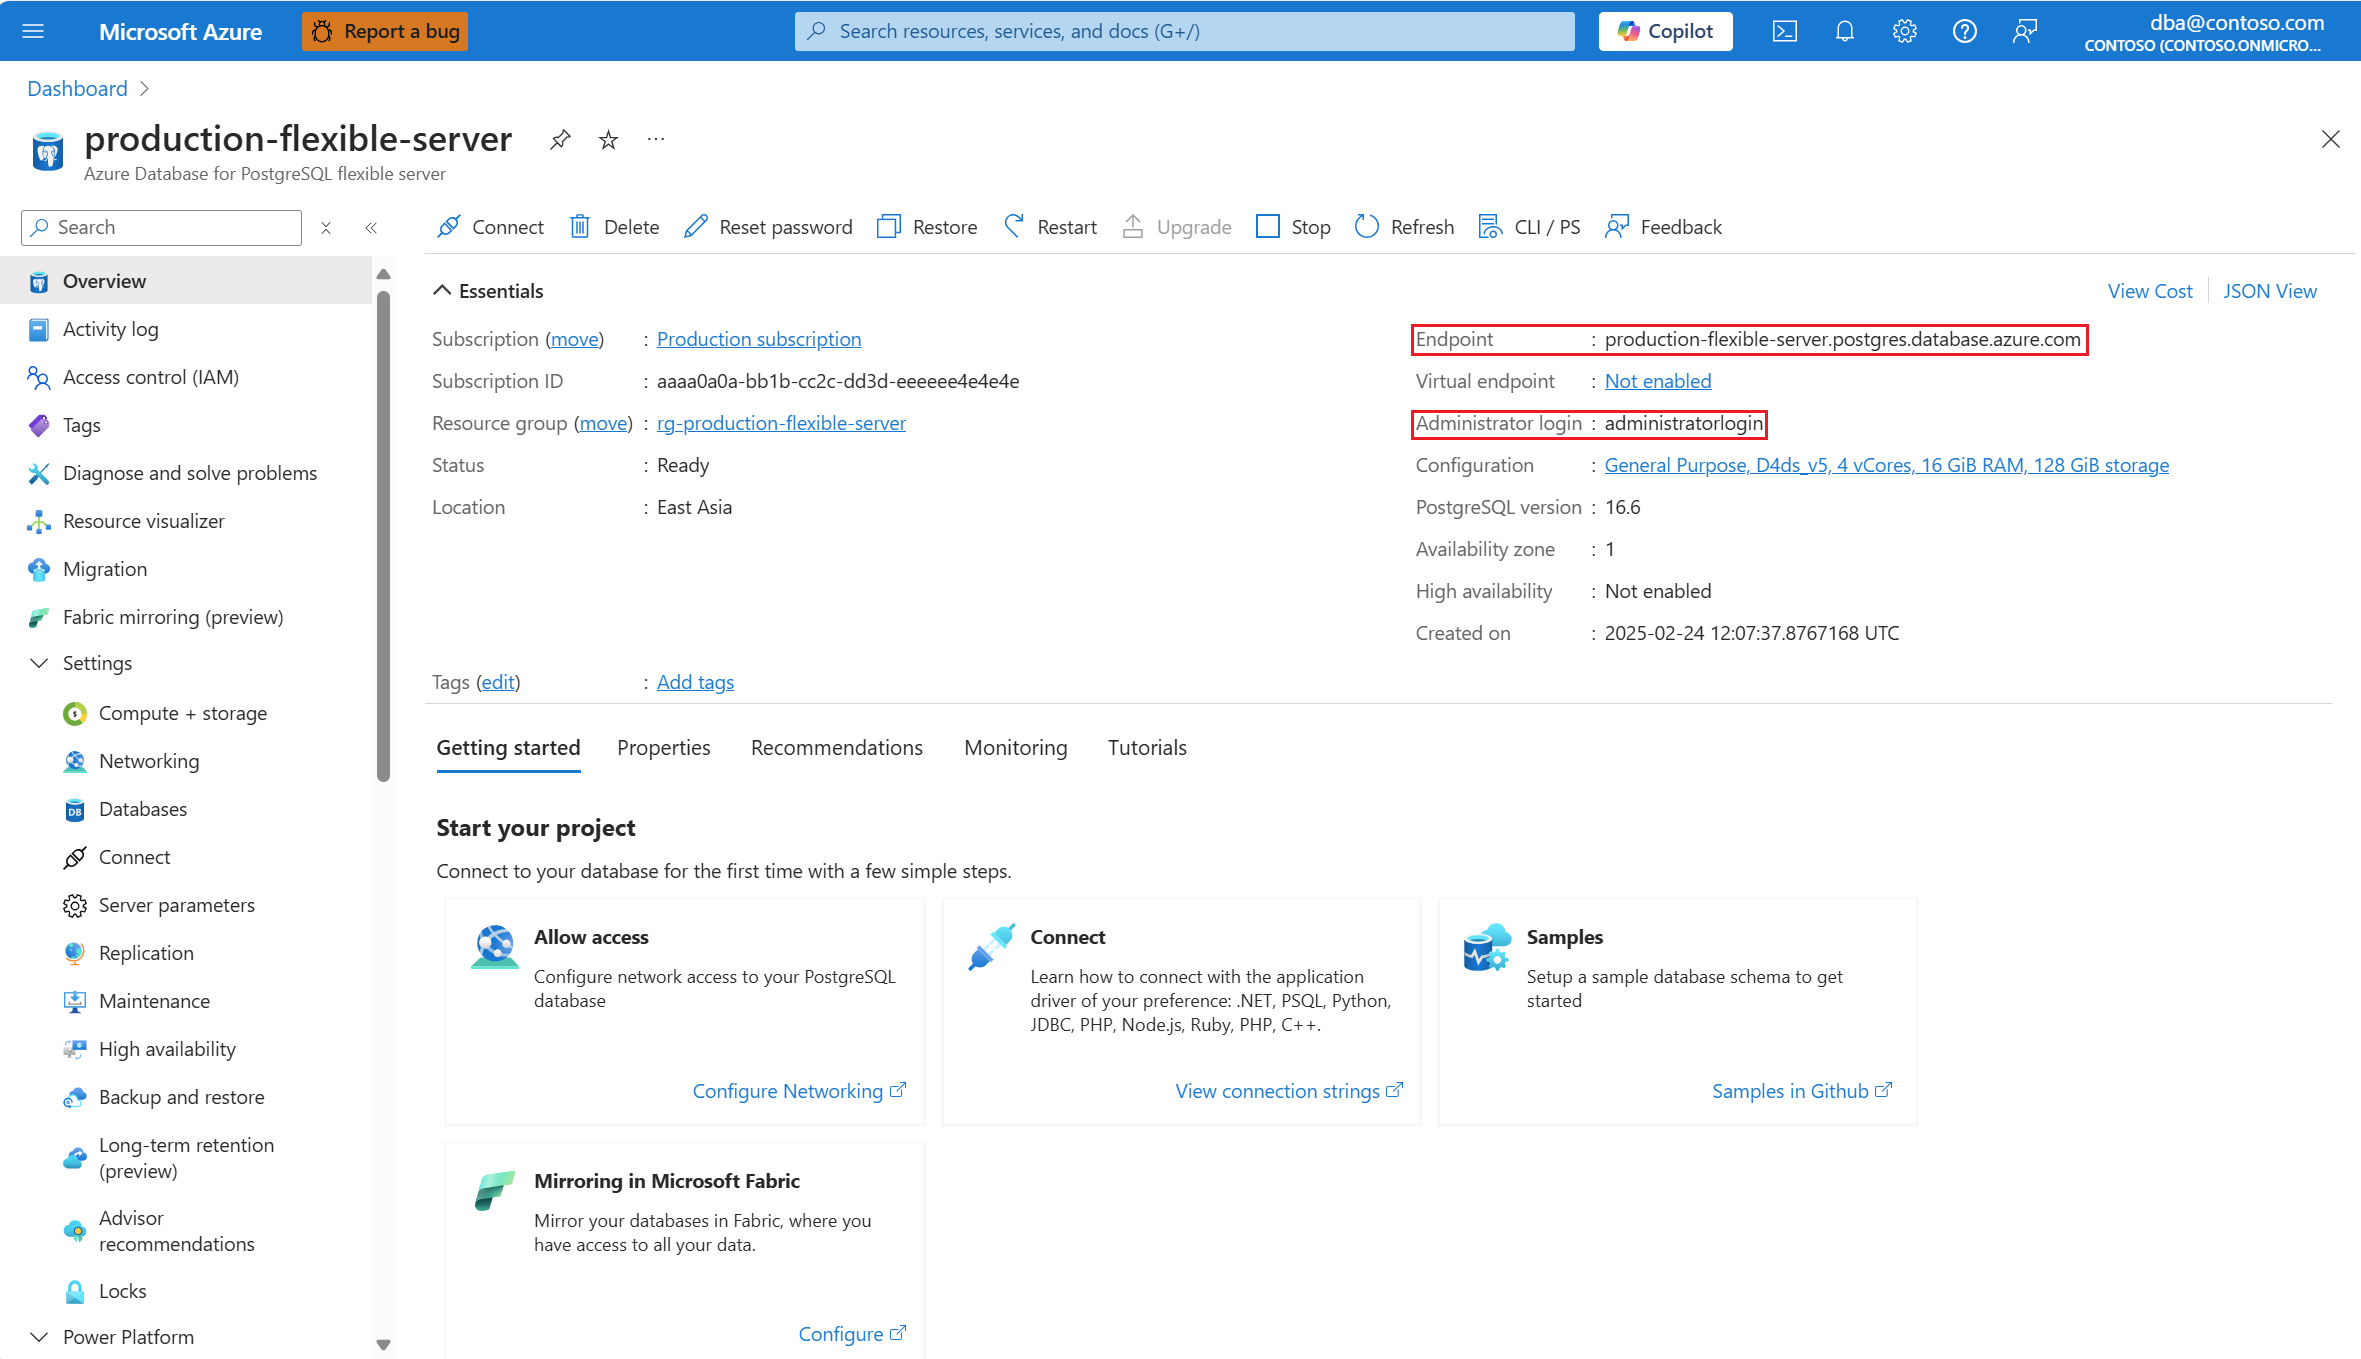 Microsoft Azure
Report a bug
Search resources, services, and docs (G+/)
Copilot
dba@contoso.com
CONTOSO (CONTOSO.ONMICRO...
Dashboard
production-flexible-server
Azure Database for PostgreSQL flexible server
Search
Connect
Delete
Reset password
Restore
Restart
Upgrade
Stop
Refresh
CLI / PS
Feedback
Overview
Activity log
Access control (IAM)
Tags
Diagnose and solve problems
Resource visualizer
Migration
Fabric mirroring (preview)
Settings
Compute + storage
Networking
Databases
Connect
Server parameters
Replication
Maintenance
High availability
Backup and restore
Long-term retention
(preview)
Advisor
recommendations
Locks
Power Platform
Essentials
View Cost
JSON View
Subscription (move) : Production subscription
Subscription ID : aaaa0a0a-bb1b-cc2c-dd3d-eeeeee4e4e4e
Resource group (move) : rg-production-flexible-server
Status : Ready
Location : East Asia
Endpoint : production-flexible-server.postgres.database.azure.com
Virtual endpoint : Not enabled
Administrator login : administratorlogin
Configuration : General Purpose, D4ds_v5, 4 vCores, 16 GiB RAM, 128 GiB storage
PostgreSQL version : 16.6
Availability zone : 1
High availability : Not enabled
Created on : 2025-02-24 12:07:37.8767168 UTC
Tags (edit) : Add tags
Getting started
Properties
Recommendations
Monitoring
Tutorials
Start your project
Connect to your database for the first time with a few simple steps.
Allow access
Configure network access to your PostgreSQL
database
Configure Networking
Connect
Learn how to connect with the application
driver of your preference: .NET, PSQL, Python,
JDBC, PHP, Node.js, Ruby, PHP, C++.
View connection strings
Samples
Setup a sample database schema to get
started
Samples in Github
Mirroring in Microsoft Fabric
Mirror your databases in Fabric, where you
have access to all your data.
Configure